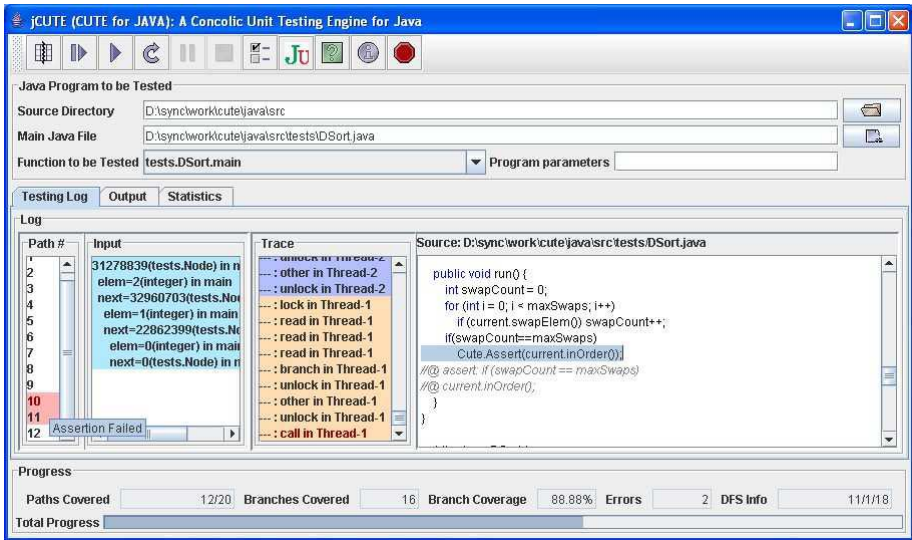 jCUTE (CUTE for JAVA): A Concolic Unit Testing Engine for Java
JU
Java Program to be Tested
Source Directory D:\sync\work\cute\java\src
Main Java File D:\sync\work\cute\java\src\tests\DSort.java
Function to be Tested tests.DSort.main Program parameters
Testing Log Output Statistics
Log
Path #
2
3
4
5
6
7
8
9
10
11
12
Assertion Failed
Input
31278839(tests.Node) in n
elem=2(integer) in main
next=32960703(tests.No
elem=1(integer) in main
next=22862399(tests.No
elem=0(integer) in mai
next=0(tests.Node) in n
Trace
--- : unlock in Thread-2
--- : other in Thread-2
--- : unlock in Thread-2
--- : lock in Thread-1
--- : read in Thread-1
--- : read in Thread-1
--- : read in Thread-1
--- : branch in Thread-1
--- : unlock in Thread-1
--- : other in Thread-1
--- : unlock in Thread-1
--- : call in Thread-1
Source: D:\sync\work\cute\java\src\tests\DSort.java
public void run() {
int swapCount = 0;
for (int i = 0; i < maxSwaps; i++)
if (current.swapElem()) swapCount++;
if(swapCount==maxSwaps)
Cute.Assert(current.inOrder());
//@ assert: if (swapCount == maxSwaps)
//@ current.inOrder();
}
}
Progress
Paths Covered 12/20 Branches Covered 16 Branch Coverage 88.88% Errors 2 DFS Info 11/1/18
Total Progress